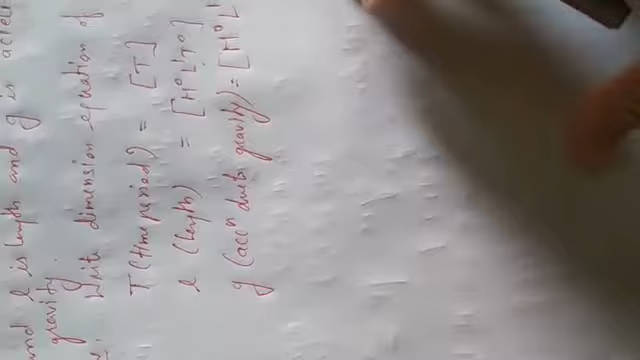 and l is length and g is accele
gravity.
Write dimension equation of
T (time period) = [T]
l (length) = [M⁰L¹T⁰]
g (accⁿ due to gravity) = [M⁰L¹